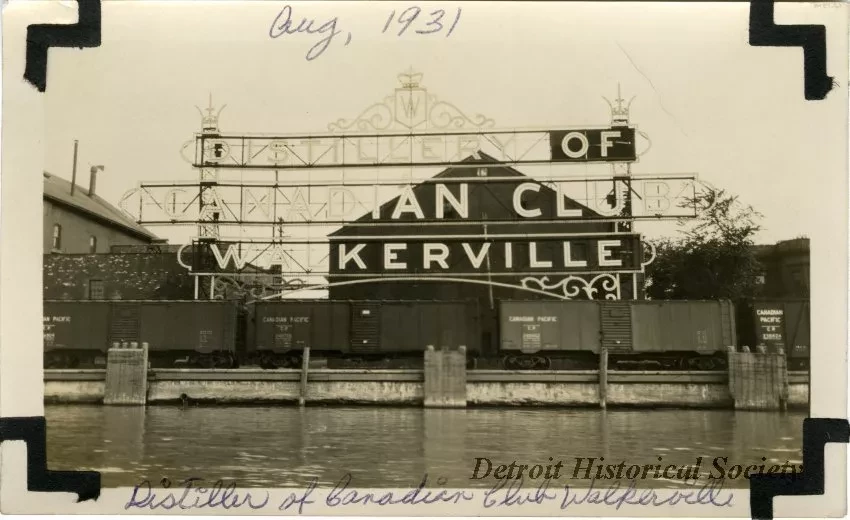 Aug, 1931
W
DISTILLERY OF
CANADIAN CLUB
WALKERVILLE
CANADIAN PACIFIC
CANADIAN PACIFIC
C P
CANADIAN PACIFIC
C P
CANADIAN
PACIFIC
C P
Detroit Historical Society
Distiller of Canadian Club Walkerville